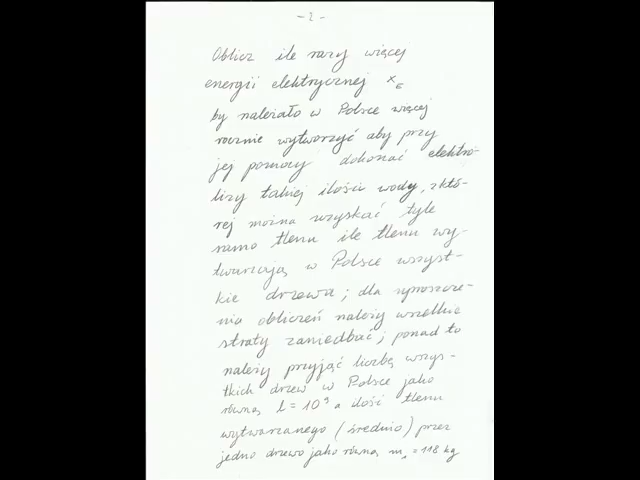 - 2 -
Oblicz ile razy więcej
energii elektrycznej x_E
by należało w Polsce więcej
rocznie wytworzyć aby przy
jej pomocy dokonać elektro-
lizy takiej ilości wody, z któ-
rej można uzyskać tyle
samo tlenu ile tlenu wy-
twarzają w Polsce wszyst-
kie drzewa; dla uproszcze-
nia obliczeń należy wszelkie
straty zaniedbać; ponad to
należy przyjąć liczbę wszys-
tkich drzew w Polsce jako
równą l = 10⁹ a ilość tlenu
wytwarzanego (średnio) przez
jedno drzewo jako równą m = 118 kg